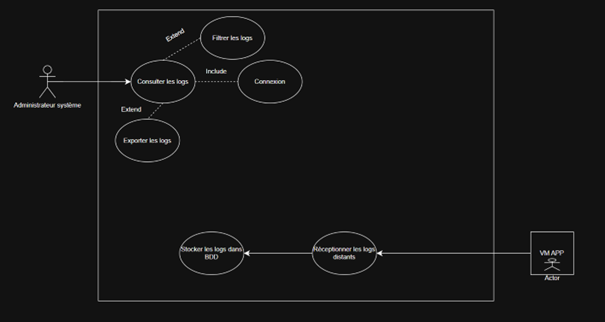 Extend
Filtrer les logs
Include
Consulter les logs
Connexion
Administrateur système
Extend
Exporter les logs
Stocker les logs dans
BDD
Réceptionner les logs
distants
VM APP
Actor